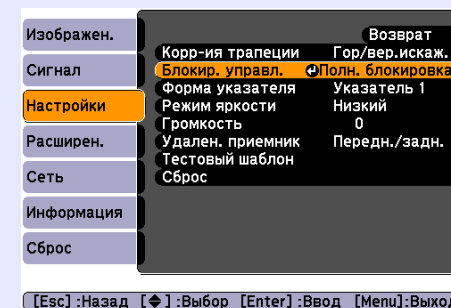 Изображен.
Сигнал
Настройки
Расширен.
Сеть
Информация
Сброс
Возврат
Корр-ия трапеции Гор/вер.искаж.
Блокир. управл. Полн. блокировка
Форма указателя Указатель 1
Режим яркости Низкий
Громкость 0
Удален. приемник Передн./задн.
Тестовый шаблон
Сброс
[Esc] :Назад [◆] :Выбор [Enter] :Ввод [Menu]:Выход